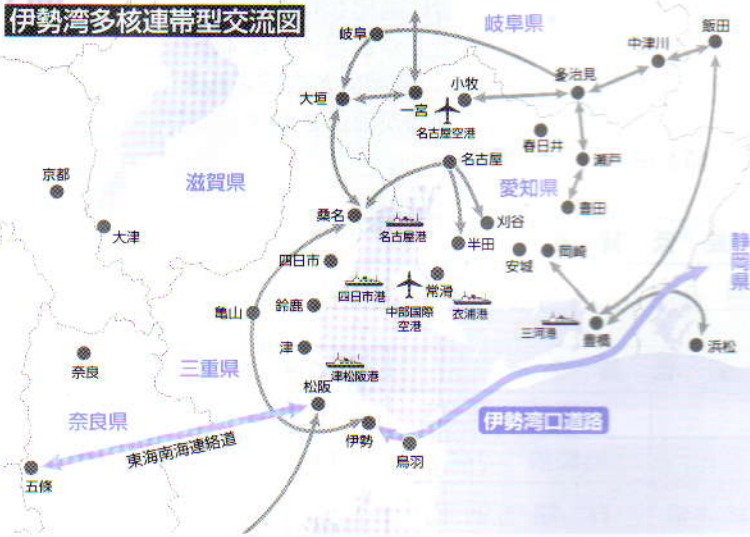 伊勢湾多核連帯型交流図
岐阜県
飯田
岐阜
中津川
多治見
小牧
大垣
一宮
名古屋空港
春日井
名古屋
瀬戸
京都
滋賀県
愛知県
豊田
桑名
刈谷
大津
名古屋港
半田
静岡県
四日市
安城
岡崎
常滑
四日市港
亀山
鈴鹿
中部国際
空港
衣浦港
三河港
豊橋
浜松
津
奈良
三重県
津松阪港
松阪
奈良県
伊勢湾口道路
伊勢
東海南海連絡道
鳥羽
五條